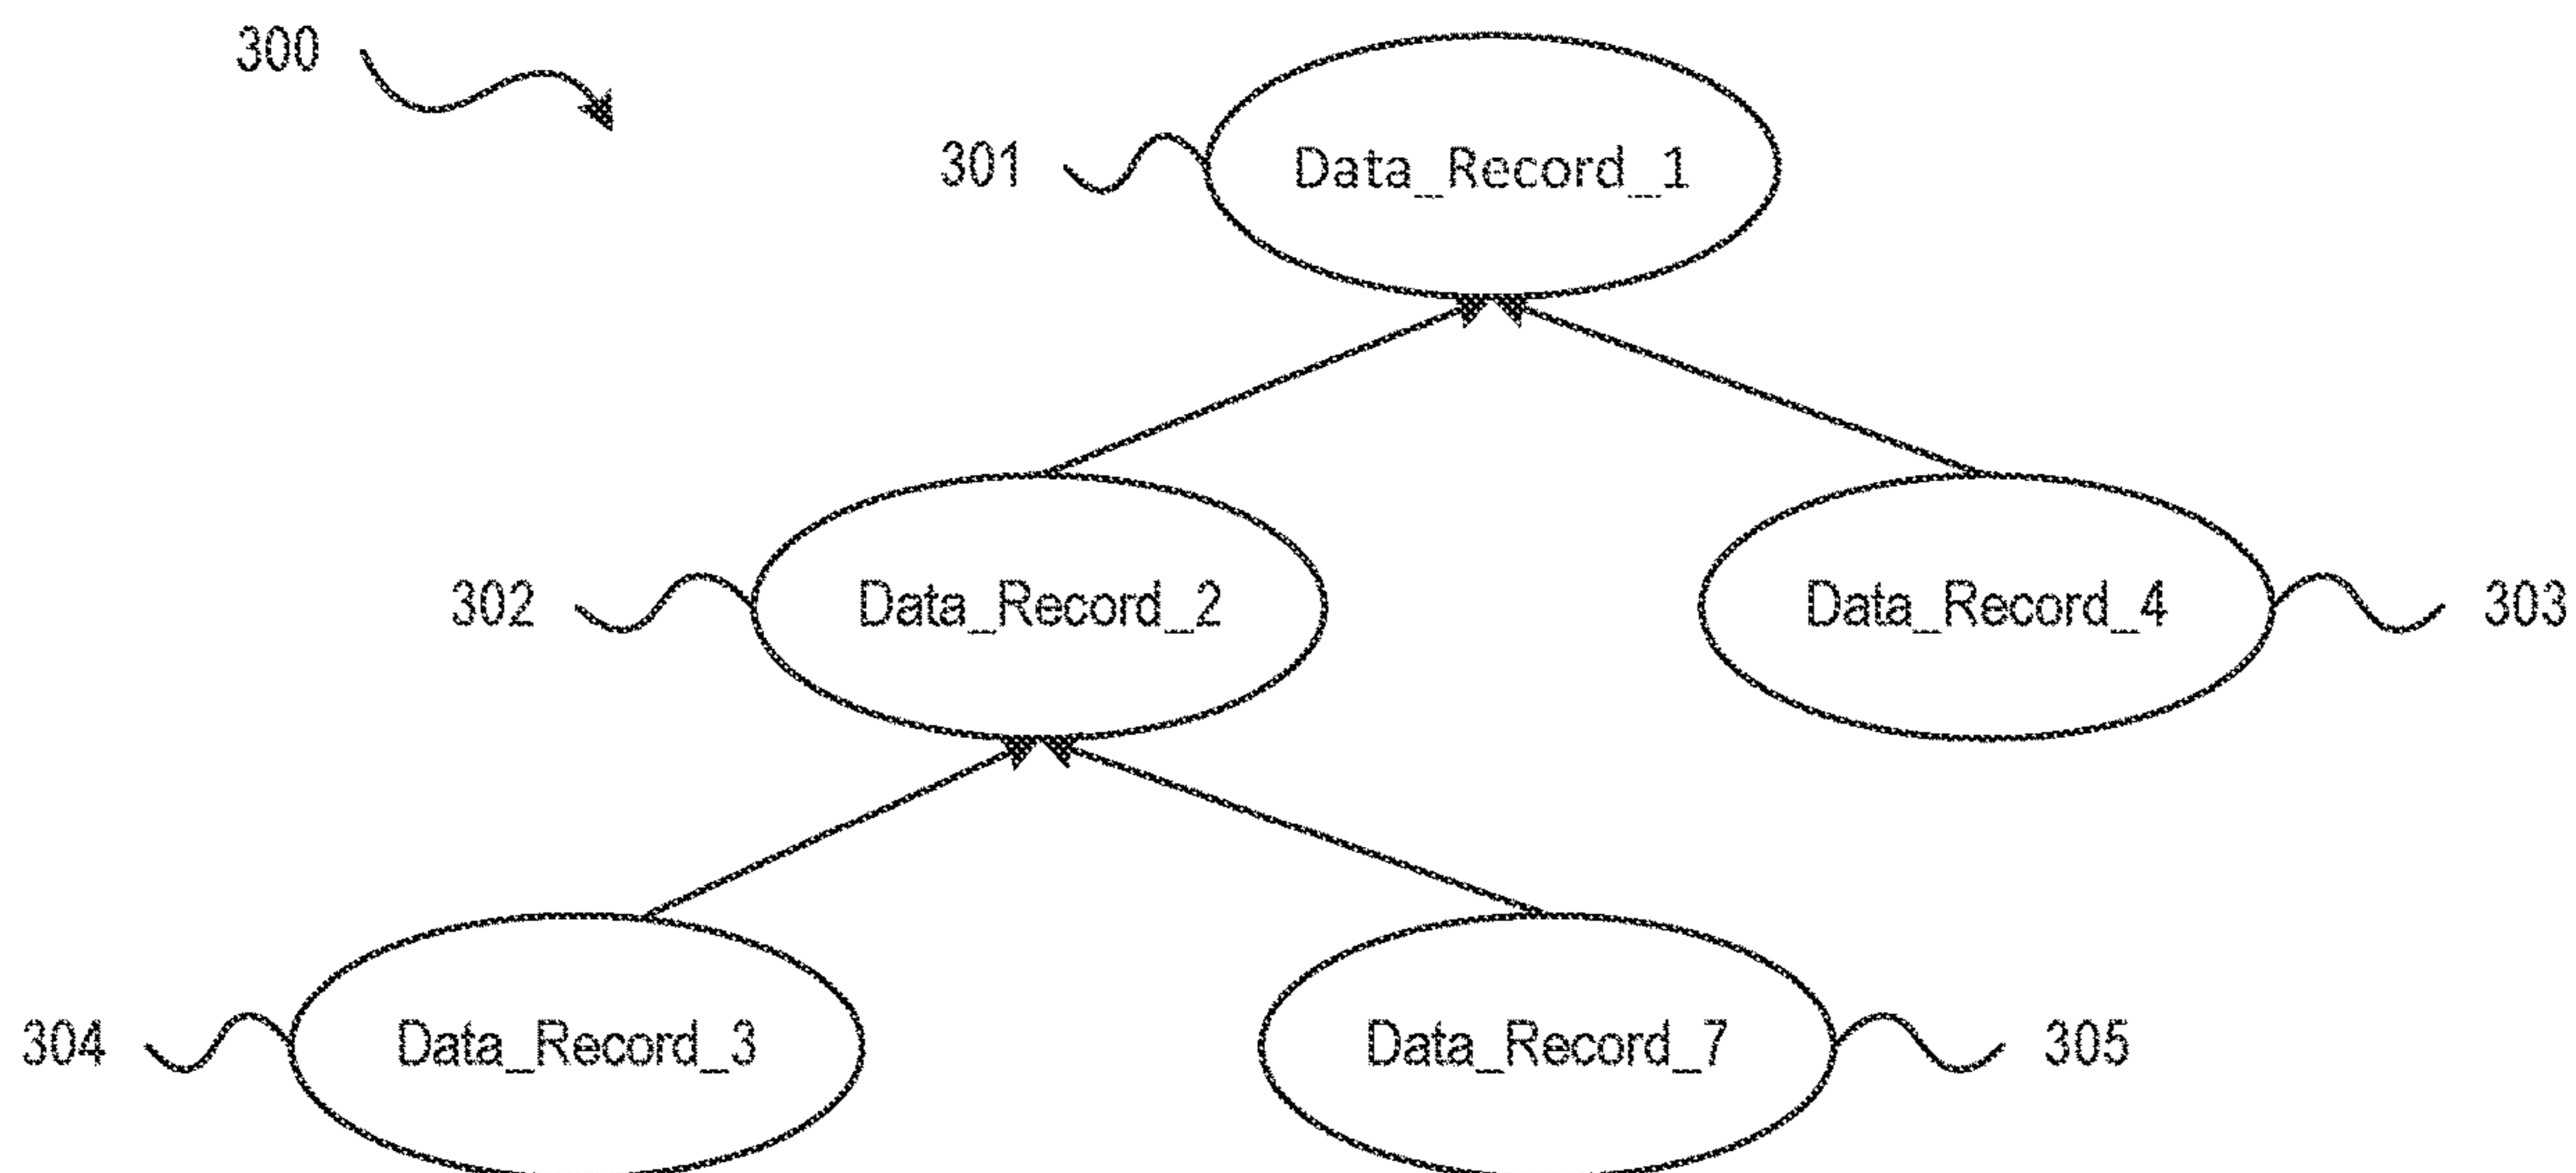 300
301 Data_Record_1
302 Data_Record_2 Data_Record_4 303
304 Data_Record_3 Data_Record_7 305